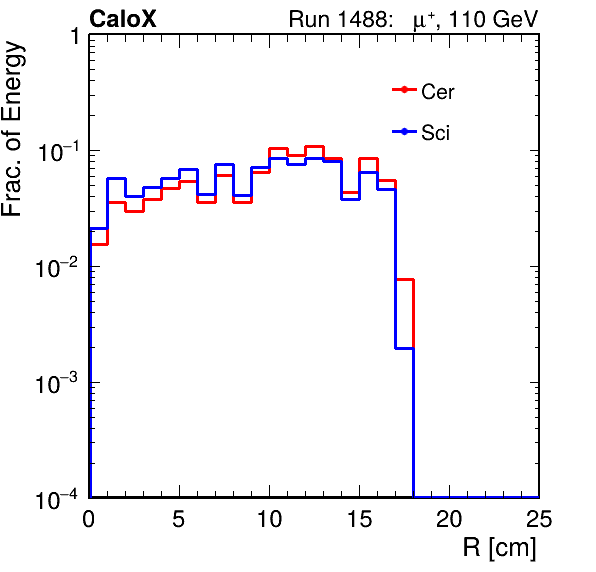 CaloX Run 1488: μ⁺, 110 GeV
Frac. of Energy
1
10⁻¹
10⁻²
10⁻³
10⁻⁴
Cer
Sci
0 5 10 15 20 25
R [cm]